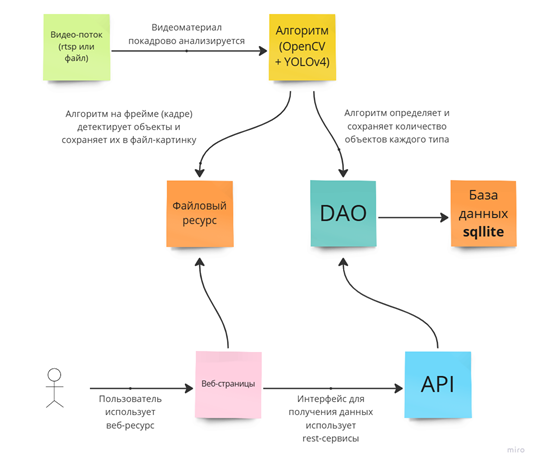 Видео-поток
(rtsp или
файл)
Видеоматериал
покадрово анализируется
Алгоритм
(OpenCV
+ YOLOv4)
Алгоритм на фрейме (кадре)
детектирует объекты и
сохраняет их в файл-картинку
Алгоритм определяет и
сохраняет количество
объектов каждого типа
Файловый
ресурс
DAO
База
данных
sqllite
Веб-страницы
API
Пользователь
использует
веб-ресурс
Интерфейс для
получения данных
использует
rest-сервисы
miro